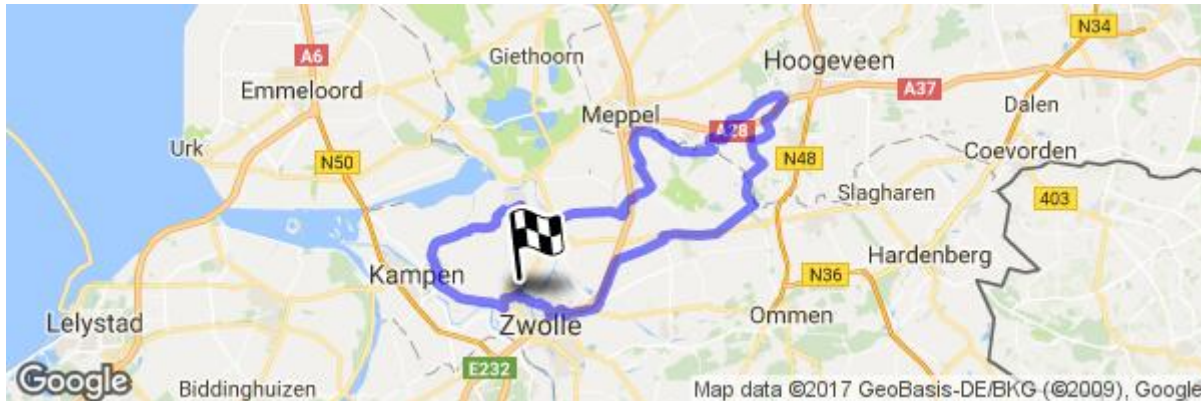 N34
Giethoorn
Hoogeveen
A6
A37
Emmeloord
Meppel
Dalen
A28
Urk
N50
N48
Coevorden
Slagharen
403
Kampen
Hardenberg
N36
Lelystad
Zwolle
Ommen
E232
Google
Biddinghuizen
Map data ©2017 GeoBasis-DE/BKG (©2009), Google